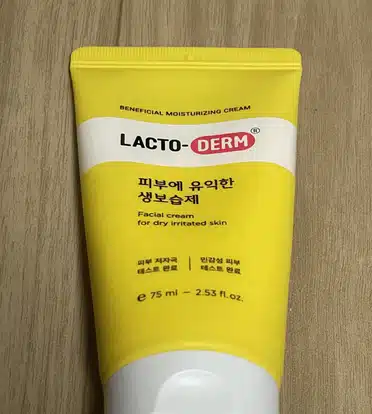 BENEFICIAL MOISTURIZING CREAM
LACTO-DERM®
피부에 유익한
생보습제
Facial cream
for dry irritated skin
피부 저자극 | 민감성 피부
테스트 완료 | 테스트 완료
e 75 ml – 2.53 fl.oz.